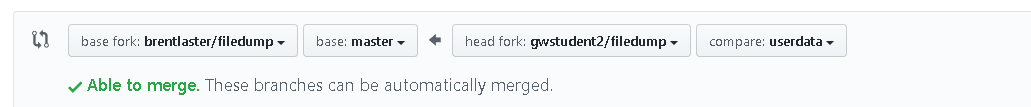 base fork: brentlaster/filedump base: master head fork: gwstudent2/filedump compare: userdata
Able to merge. These branches can be automatically merged.